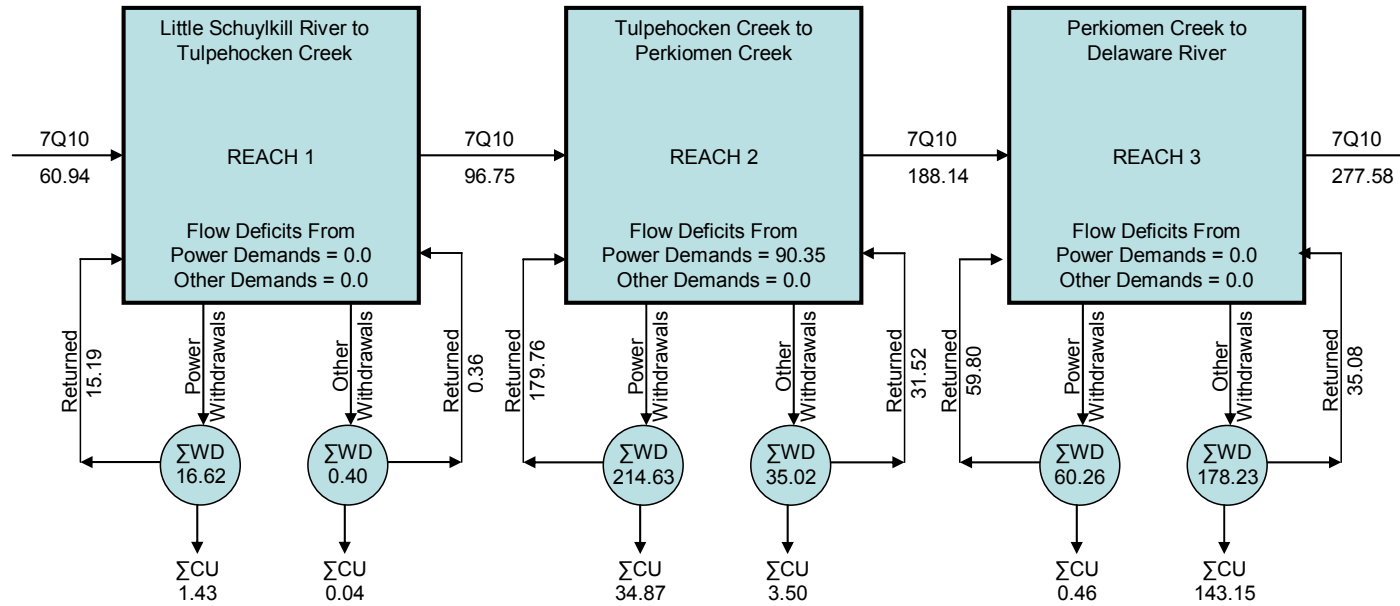 Little Schuylkill River to
Tulpehocken Creek
REACH 1
Flow Deficits From
Power Demands = 0.0
Other Demands = 0.0
7Q10
60.94
Returned
15.19
Power
Withdrawals
Other
Withdrawals
Returned
0.36
∑WD
16.62
∑WD
0.40
∑CU
1.43
∑CU
0.04
7Q10
96.75
Tulpehocken Creek to
Perkiomen Creek
REACH 2
Flow Deficits From
Power Demands = 90.35
Other Demands = 0.0
Returned
179.76
Power
Withdrawals
Other
Withdrawals
Returned
31.52
∑WD
214.63
∑WD
35.02
∑CU
34.87
∑CU
3.50
7Q10
188.14
Perkiomen Creek to
Delaware River
REACH 3
Flow Deficits From
Power Demands = 0.0
Other Demands = 0.0
Returned
59.80
Power
Withdrawals
Other
Withdrawals
Returned
35.08
∑WD
60.26
∑WD
178.23
∑CU
0.46
∑CU
143.15
7Q10
277.58